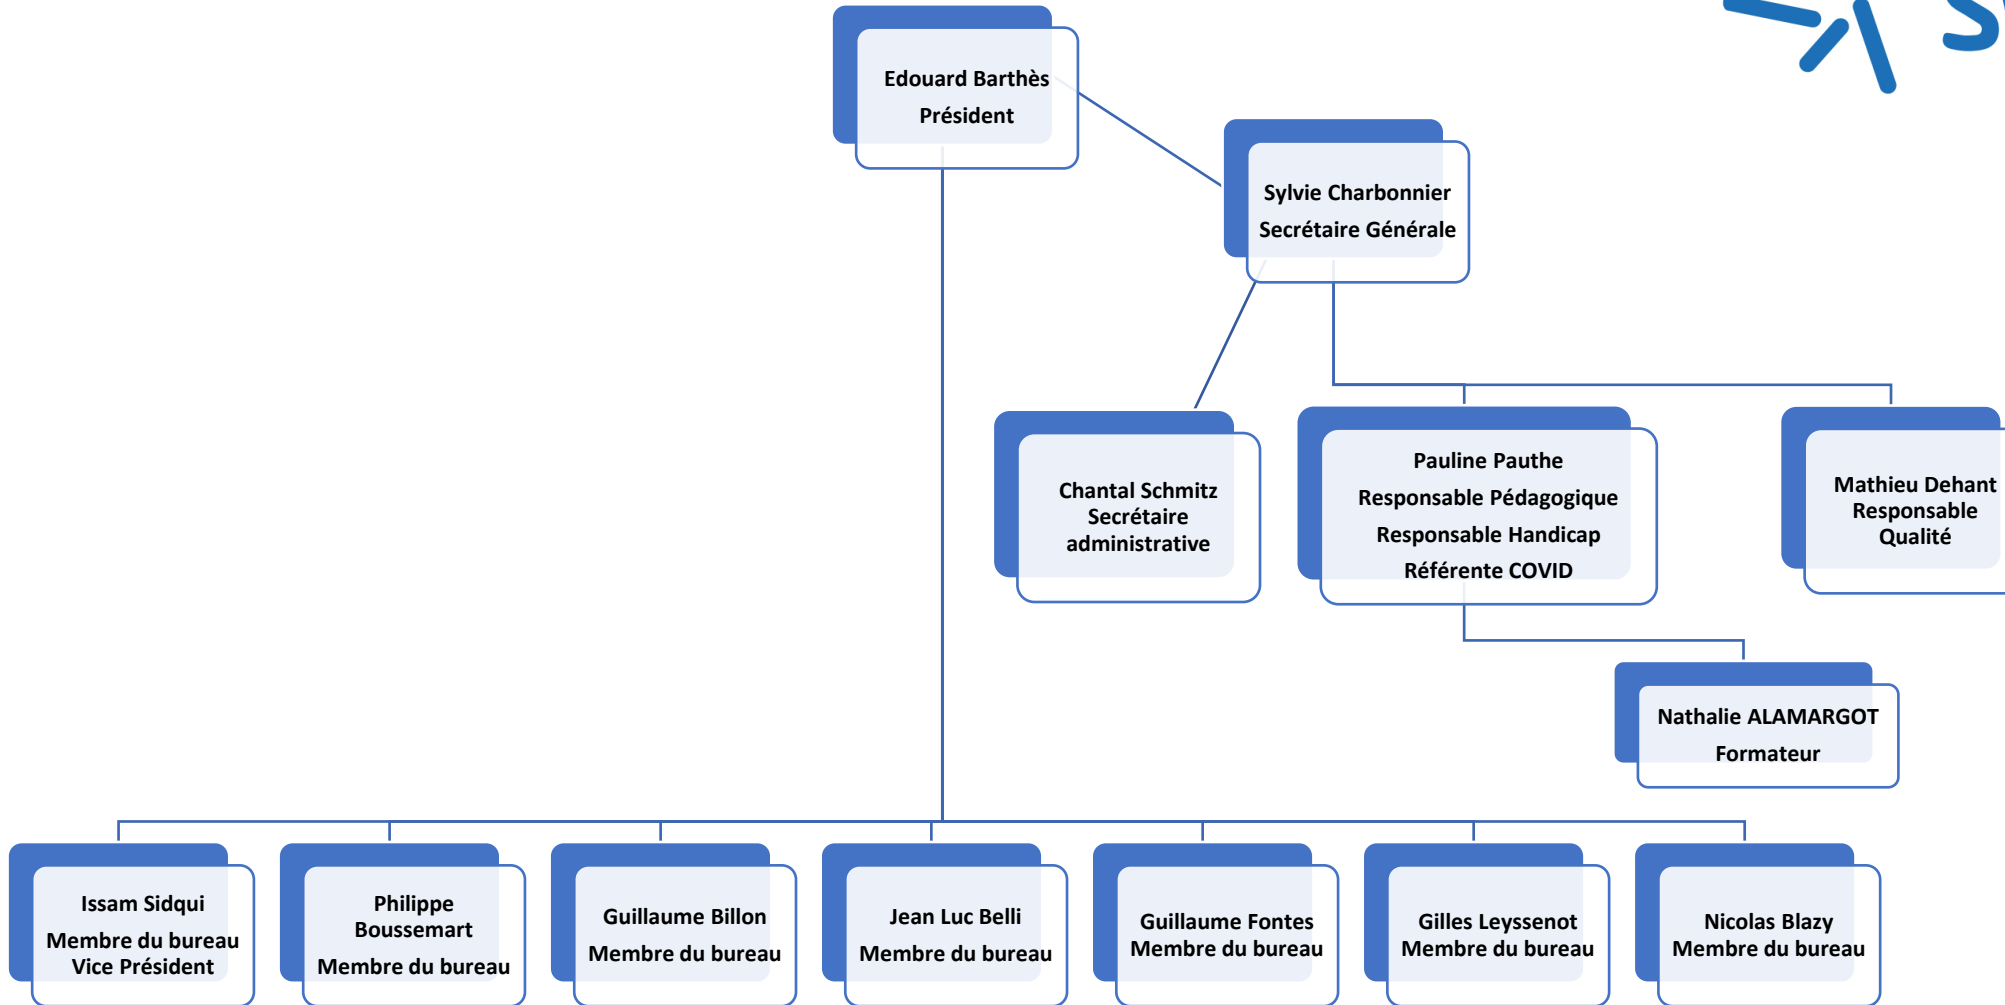 Edouard Barthès
Président
Sylvie Charbonnier
Secrétaire Générale
Chantal Schmitz
Secrétaire
administrative
Pauline Pauthe
Responsable Pédagogique
Responsable Handicap
Référente COVID
Mathieu Dehant
Responsable
Qualité
Nathalie ALAMARGOT
Formateur
Issam Sidqui
Membre du bureau
Vice Président
Philippe
Boussemart
Membre du bureau
Guillaume Billon
Membre du bureau
Jean Luc Belli
Membre du bureau
Guillaume Fontes
Membre du bureau
Gilles Leyssenot
Membre du bureau
Nicolas Blazy
Membre du bureau